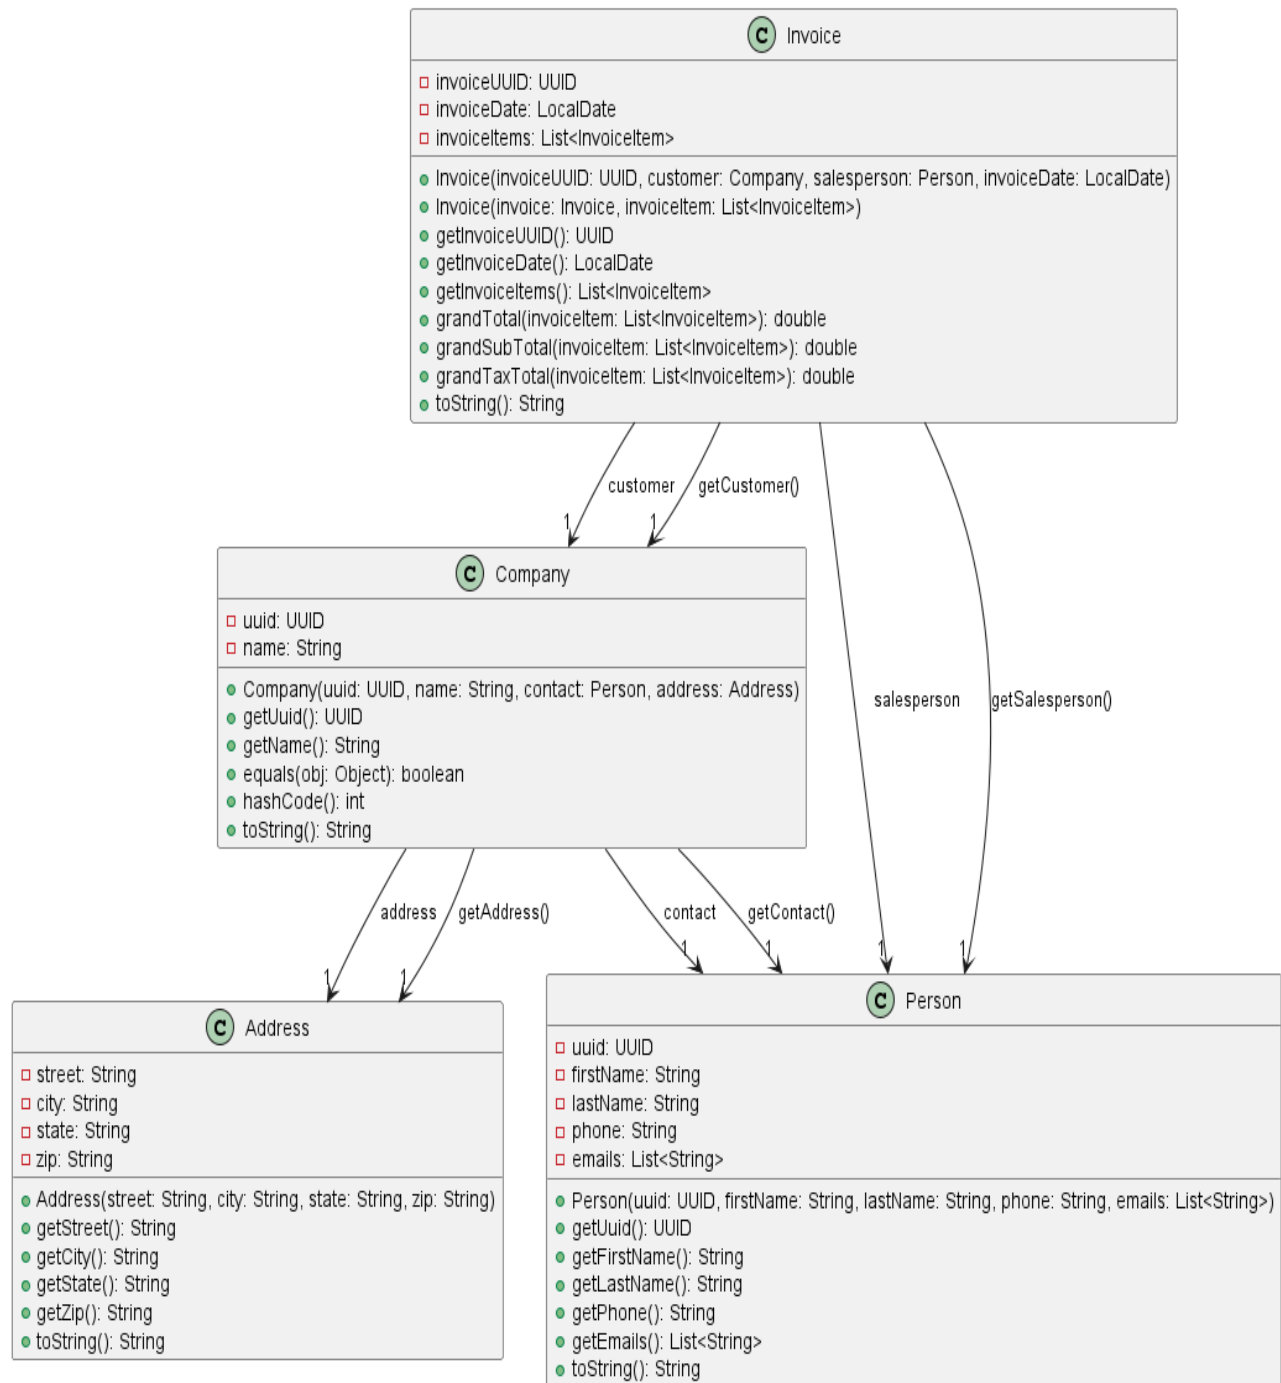 C Invoice
invoiceUUID: UUID
invoiceDate: LocalDate
invoiceItems: List<InvoiceItem>
Invoice(invoiceUUID: UUID, customer: Company, salesperson: Person, invoiceDate: LocalDate)
Invoice(invoice: Invoice, invoiceItem: List<InvoiceItem>)
getInvoiceUUID(): UUID
getInvoiceDate(): LocalDate
getInvoiceItems(): List<InvoiceItem>
grandTotal(invoiceItem: List<InvoiceItem>): double
grandSubTotal(invoiceItem: List<InvoiceItem>): double
grandTaxTotal(invoiceItem: List<InvoiceItem>): double
toString(): String
customer
getCustomer()
1
1
salesperson
getSalesperson()
C Company
uuid: UUID
name: String
Company(uuid: UUID, name: String, contact: Person, address: Address)
getUuid(): UUID
getName(): String
equals(obj: Object): boolean
hashCode(): int
toString(): String
address
getAddress()
contact
getContact()
1
1
1
1
1
1
C Address
street: String
city: String
state: String
zip: String
Address(street: String, city: String, state: String, zip: String)
getStreet(): String
getCity(): String
getState(): String
getZip(): String
toString(): String
C Person
uuid: UUID
firstName: String
lastName: String
phone: String
emails: List<String>
Person(uuid: UUID, firstName: String, lastName: String, phone: String, emails: List<String>)
getUuid(): UUID
getFirstName(): String
getLastName(): String
getPhone(): String
getEmails(): List<String>
toString(): String